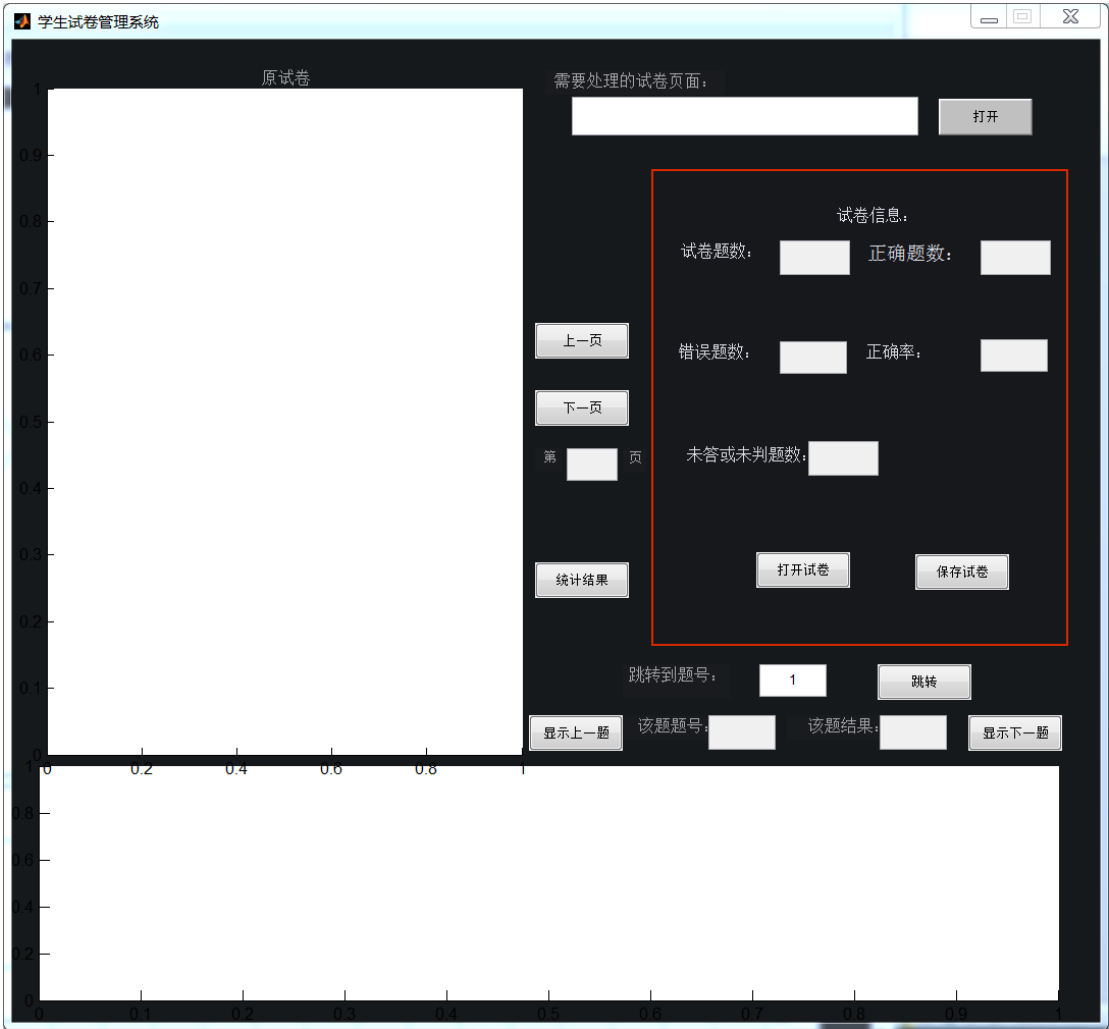 学生试卷管理系统
原试卷
需要处理的试卷页面：
打开
试卷信息：
试卷题数：
正确题数：
错误题数：
正确率：
未答或未判题数：
打开试卷
保存试卷
上一页
下一页
第 页
统计结果
跳转到题号：
1
跳转
显示上一题
该题题号：
该题结果：
显示下一题
1
0.9
0.8
0.7
0.6
0.5
0.4
0.3
0.2
0.1
0
0 0.2 0.4 0.6 0.8 1
1
0.8
0.6
0.4
0.2
0
0 0.1 0.2 0.3 0.4 0.5 0.6 0.7 0.8 0.9 1